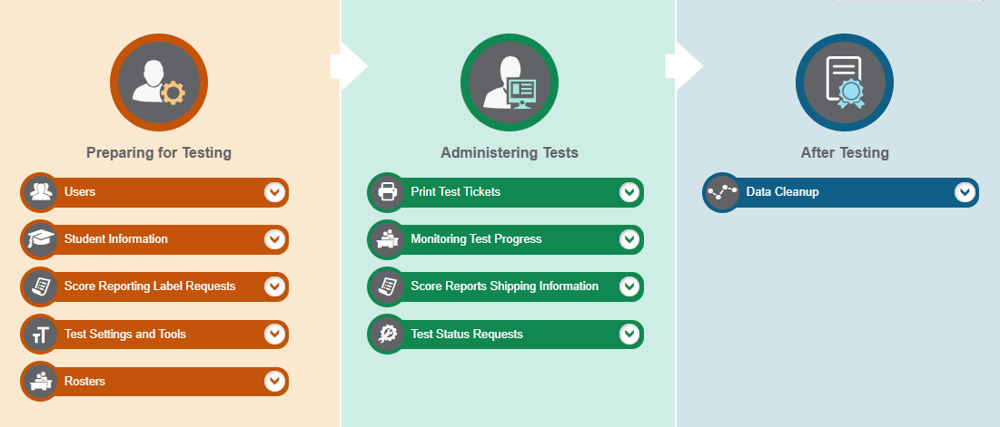 Preparing for Testing
Users
Student Information
Score Reporting Label Requests
Test Settings and Tools
Rosters
Administering Tests
Print Test Tickets
Monitoring Test Progress
Score Reports Shipping Information
Test Status Requests
After Testing
Data Cleanup